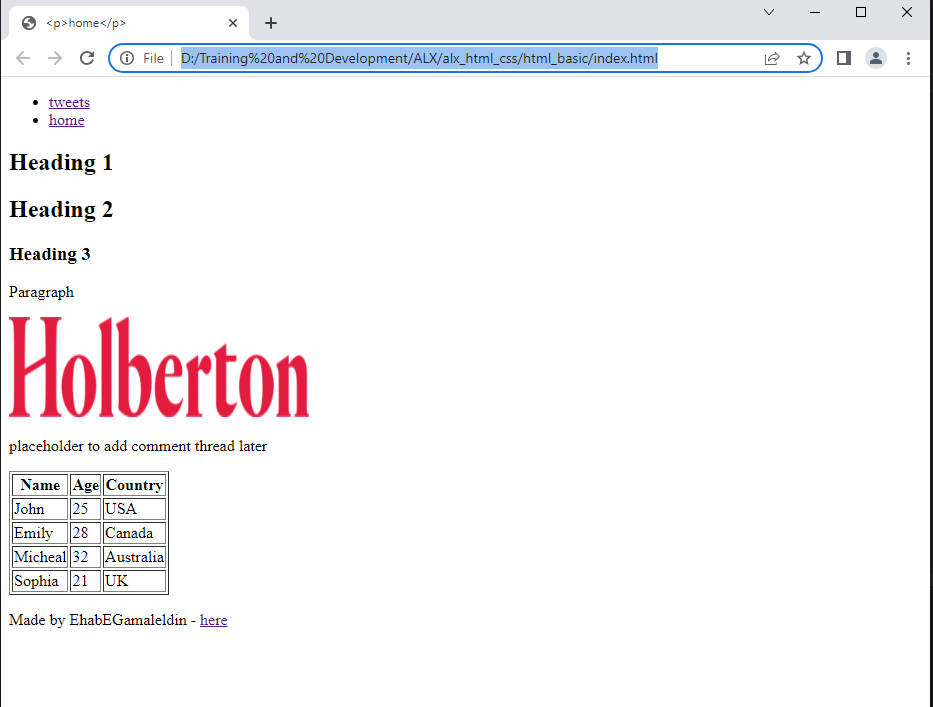 <p>home</p>
File
D:/Training%20and%20Development/ALX/alx_html_css/html_basic/index.html
tweets
home
Heading 1
Heading 2
Heading 3
Paragraph
Holberton
placeholder to add comment thread later
Name Age Country
John 25 USA
Emily 28 Canada
Micheal 32 Australia
Sophia 21 UK
Made by EhabEGamaleldin - here